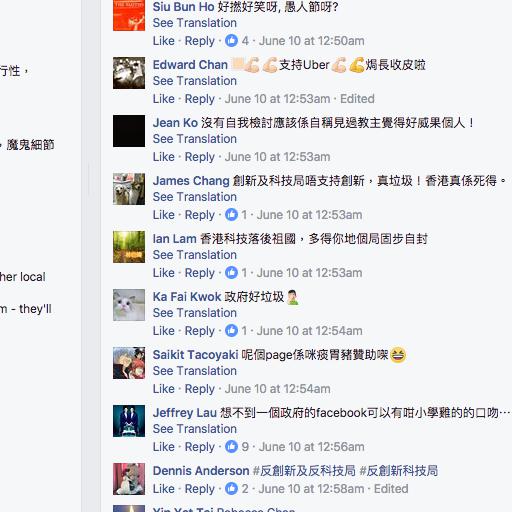 行性，
，魔鬼細節
her local
m - they'll
Siu Bun Ho 好撚好笑呀, 愚人節呀?
See Translation
Like · Reply · 4 · June 10 at 12:50am
Edward Chan 支持Uber 焗長收皮啦
See Translation
Like · Reply · June 10 at 12:53am · Edited
Jean Ko 沒有自我檢討應該係自稱見過教主覺得好威果個人！
See Translation
Like · Reply · June 10 at 12:53am
James Chang 創新及科技局唔支持創新，真垃圾！香港真係死得。
See Translation
Like · Reply · 1 · June 10 at 12:53am
Ian Lam 香港科技落後祖國，多得你地個局固步自封
See Translation
Like · Reply · 1 · June 10 at 12:53am
Ka Fai Kwok 政府好垃圾
See Translation
Like · Reply · 1 · June 10 at 12:54am
Saikit Tacoyaki 呢個page係咪痰胃豬贊助㗎
See Translation
Like · Reply · June 10 at 12:54am
Jeffrey Lau 想不到一個政府的facebook可以有咁小學雞的的口吻…
See Translation
Like · Reply · 9 · June 10 at 12:56am
Dennis Anderson #反創新及反科技局 #反創新科技局
Like · Reply · 2 · June 10 at 12:58am · Edited